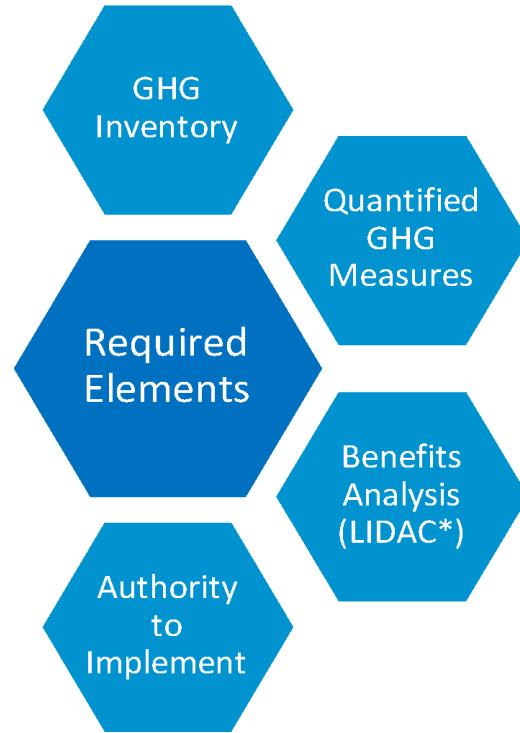 GHG
Inventory
Quantified
GHG
Measures
Required
Elements
Benefits
Analysis
(LIDAC*)
Authority
to
Implement